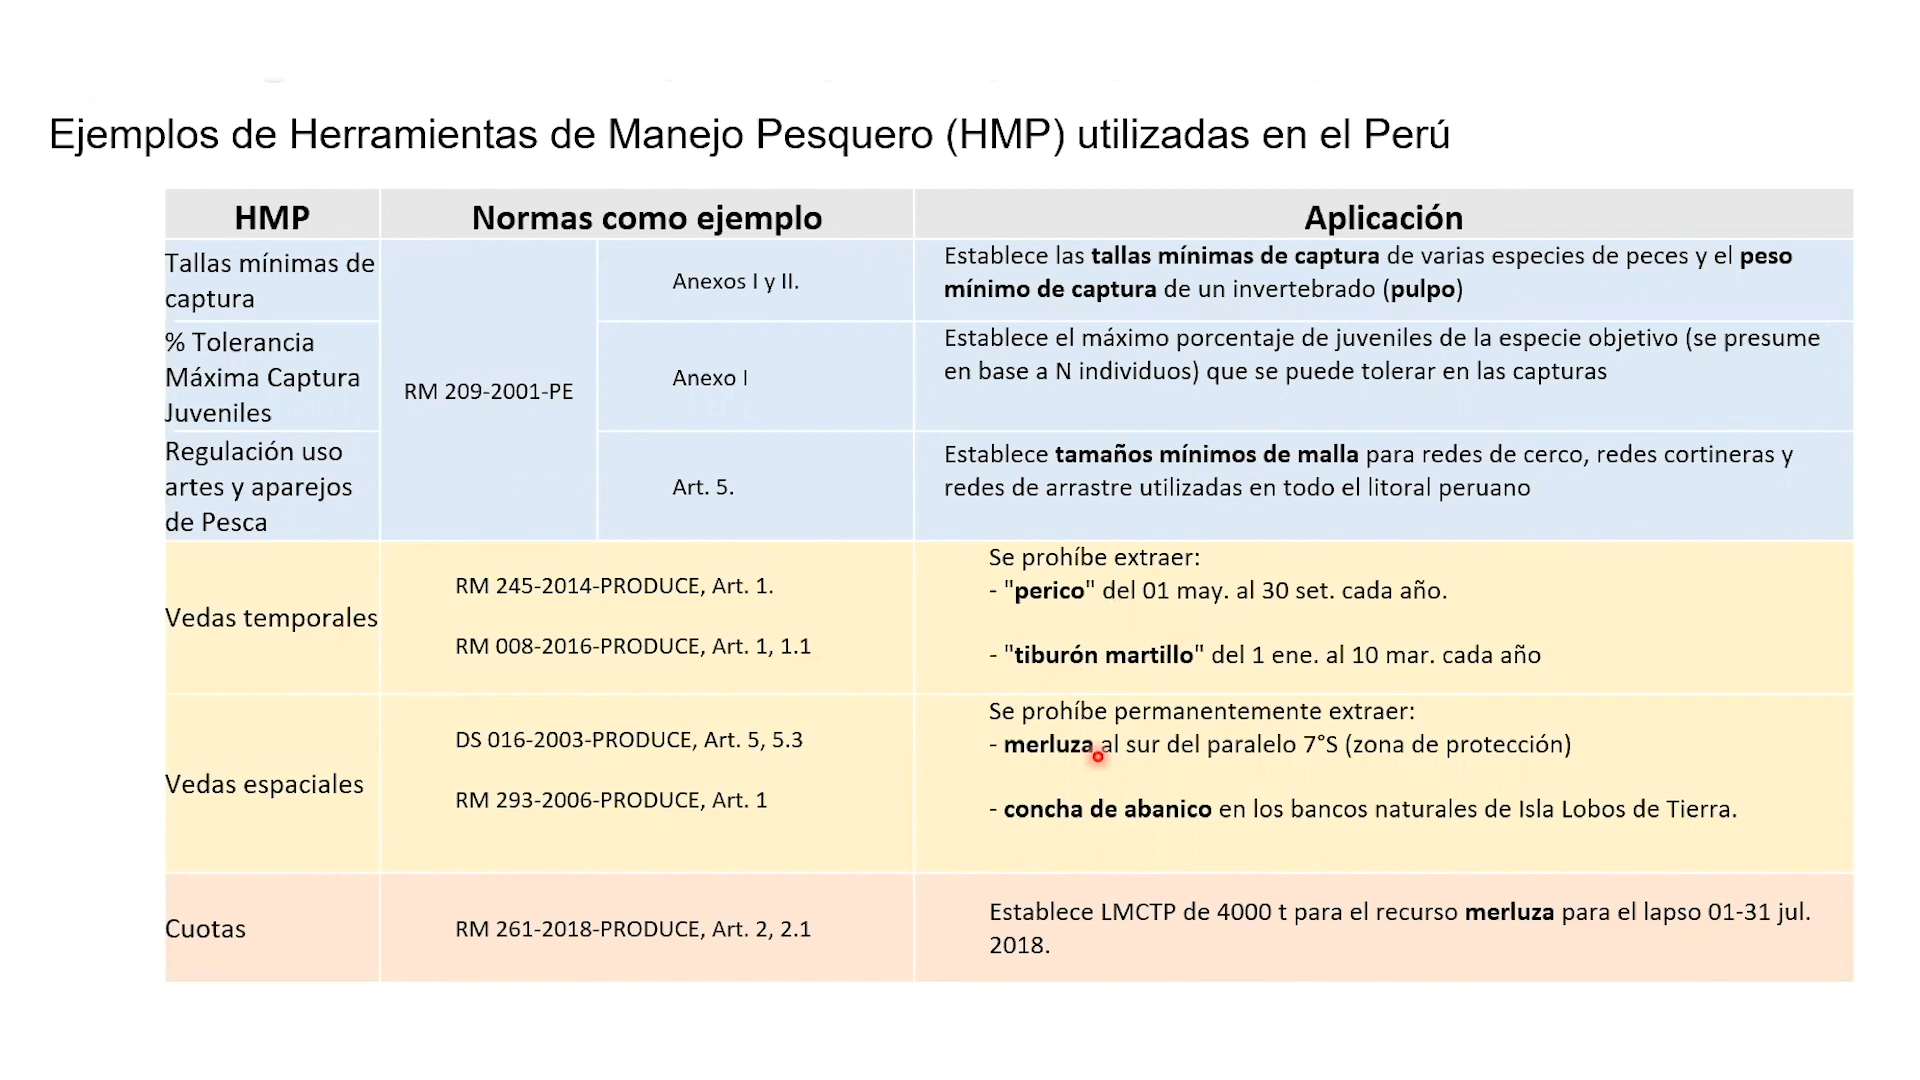 Ejemplos de Herramientas de Manejo Pesquero (HMP) utilizadas en el Perú
HMP
Normas como ejemplo
Aplicación
Tallas mínimas de
captura
RM 209-2001-PE
Anexos I y II.
Establece las tallas mínimas de captura de varias especies de peces y el peso
mínimo de captura de un invertebrado (pulpo)
% Tolerancia
Máxima Captura
Juveniles
Anexo I
Establece el máximo porcentaje de juveniles de la especie objetivo (se presume
en base a N individuos) que se puede tolerar en las capturas
Regulación uso
artes y aparejos
de Pesca
Art. 5.
Establece tamaños mínimos de malla para redes de cerco, redes cortineras y
redes de arrastre utilizadas en todo el litoral peruano
Vedas temporales
RM 245-2014-PRODUCE, Art. 1.
RM 008-2016-PRODUCE, Art. 1, 1.1
Se prohíbe extraer:
- "perico" del 01 may. al 30 set. cada año.
- "tiburón martillo" del 1 ene. al 10 mar. cada año
Vedas espaciales
DS 016-2003-PRODUCE, Art. 5, 5.3
RM 293-2006-PRODUCE, Art. 1
Se prohíbe permanentemente extraer:
- merluza al sur del paralelo 7°S (zona de protección)
- concha de abanico en los bancos naturales de Isla Lobos de Tierra.
Cuotas
RM 261-2018-PRODUCE, Art. 2, 2.1
Establece LMCTP de 4000 t para el recurso merluza para el lapso 01-31 jul.
2018.